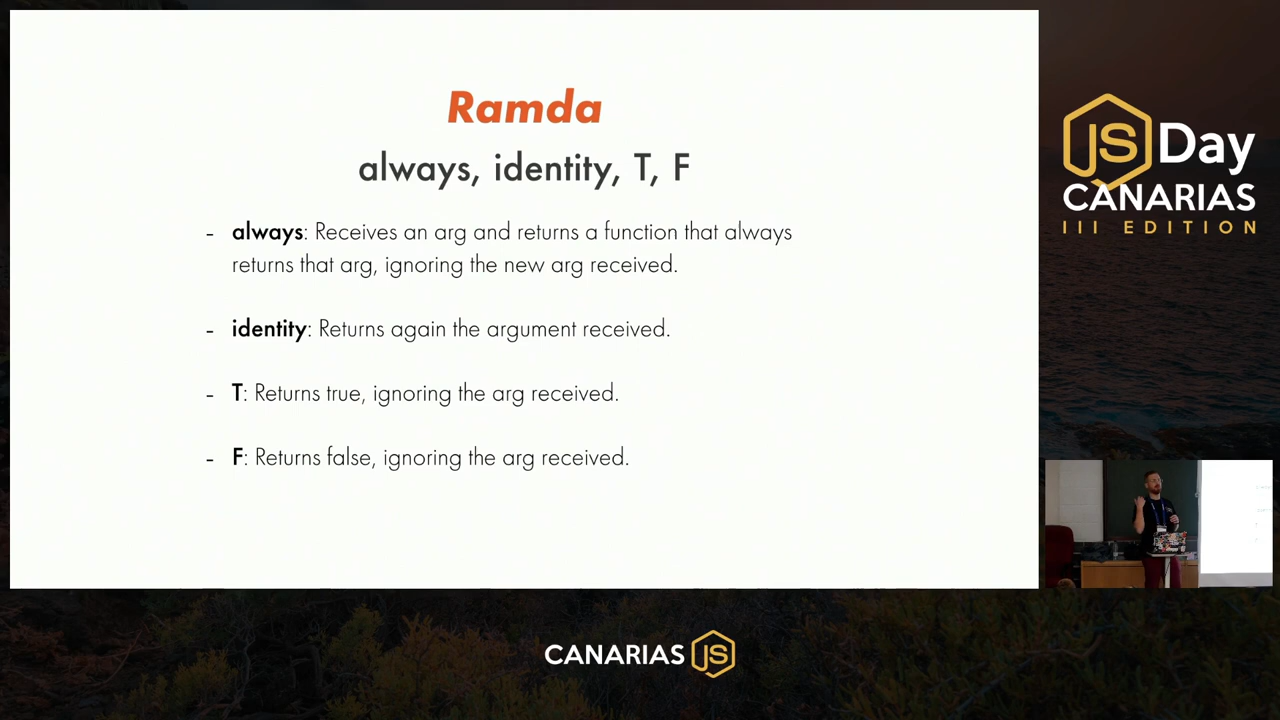 Ramda
always, identity, T, F
- always: Receives an arg and returns a function that always
returns that arg, ignoring the new arg received.
- identity: Returns again the argument received.
- T: Returns true, ignoring the arg received.
- F: Returns false, ignoring the arg received.
JS Day
CANARIAS
III EDITION
CANARIAS JS